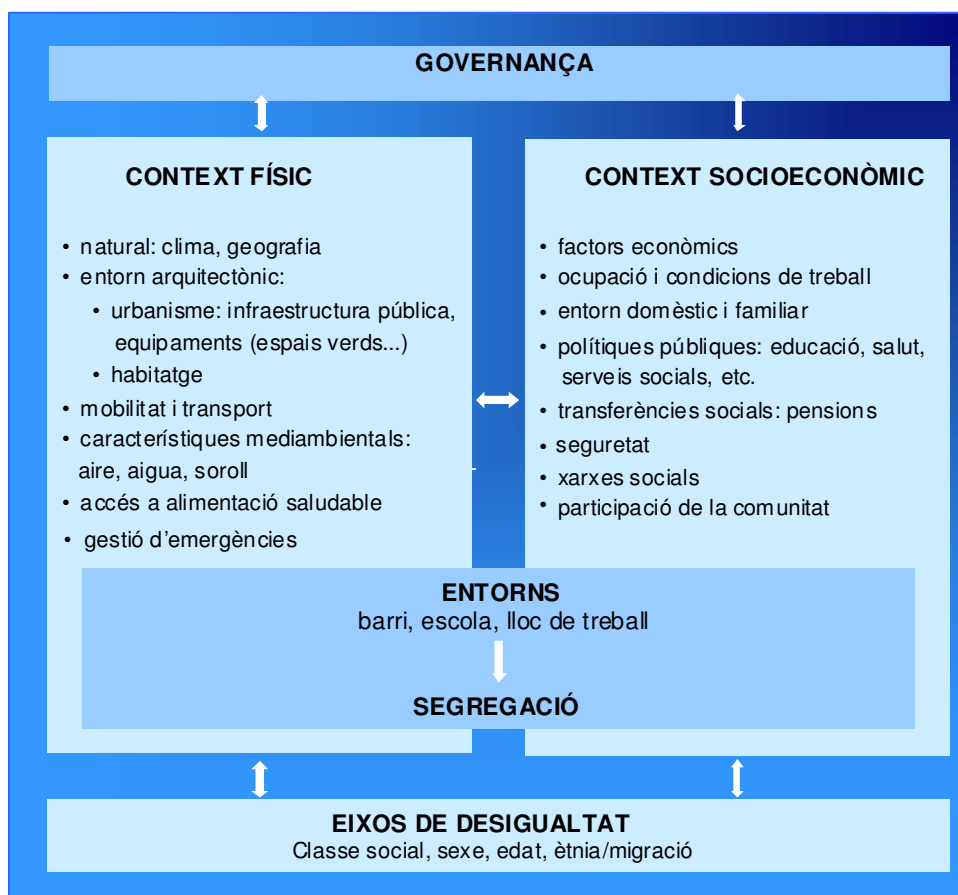 GOVERNANÇA
CONTEXT FÍSIC
• natural: clima, geografia
• entorn arquitectònic:
• urbanisme: infraestructura pública,
equipaments (espais verds...)
• habitatge
• mobilitat i transport
• característiques mediambientals:
aire, aigua, soroll
• accés a alimentació saludable
• gestió d'emergències
CONTEXT SOCIOECONÒMIC
• factors econòmics
• ocupació i condicions de treball
• entorn domèstic i familiar
• polítiques públiques: educació, salut,
serveis socials, etc.
• transferències socials: pensions
• seguretat
• xarxes socials
• participació de la comunitat
ENTORNS
barri, escola, lloc de treball
SEGREGACIÓ
EIXOS DE DESIGUALTAT
Classe social, sexe, edat, ètnia/migració